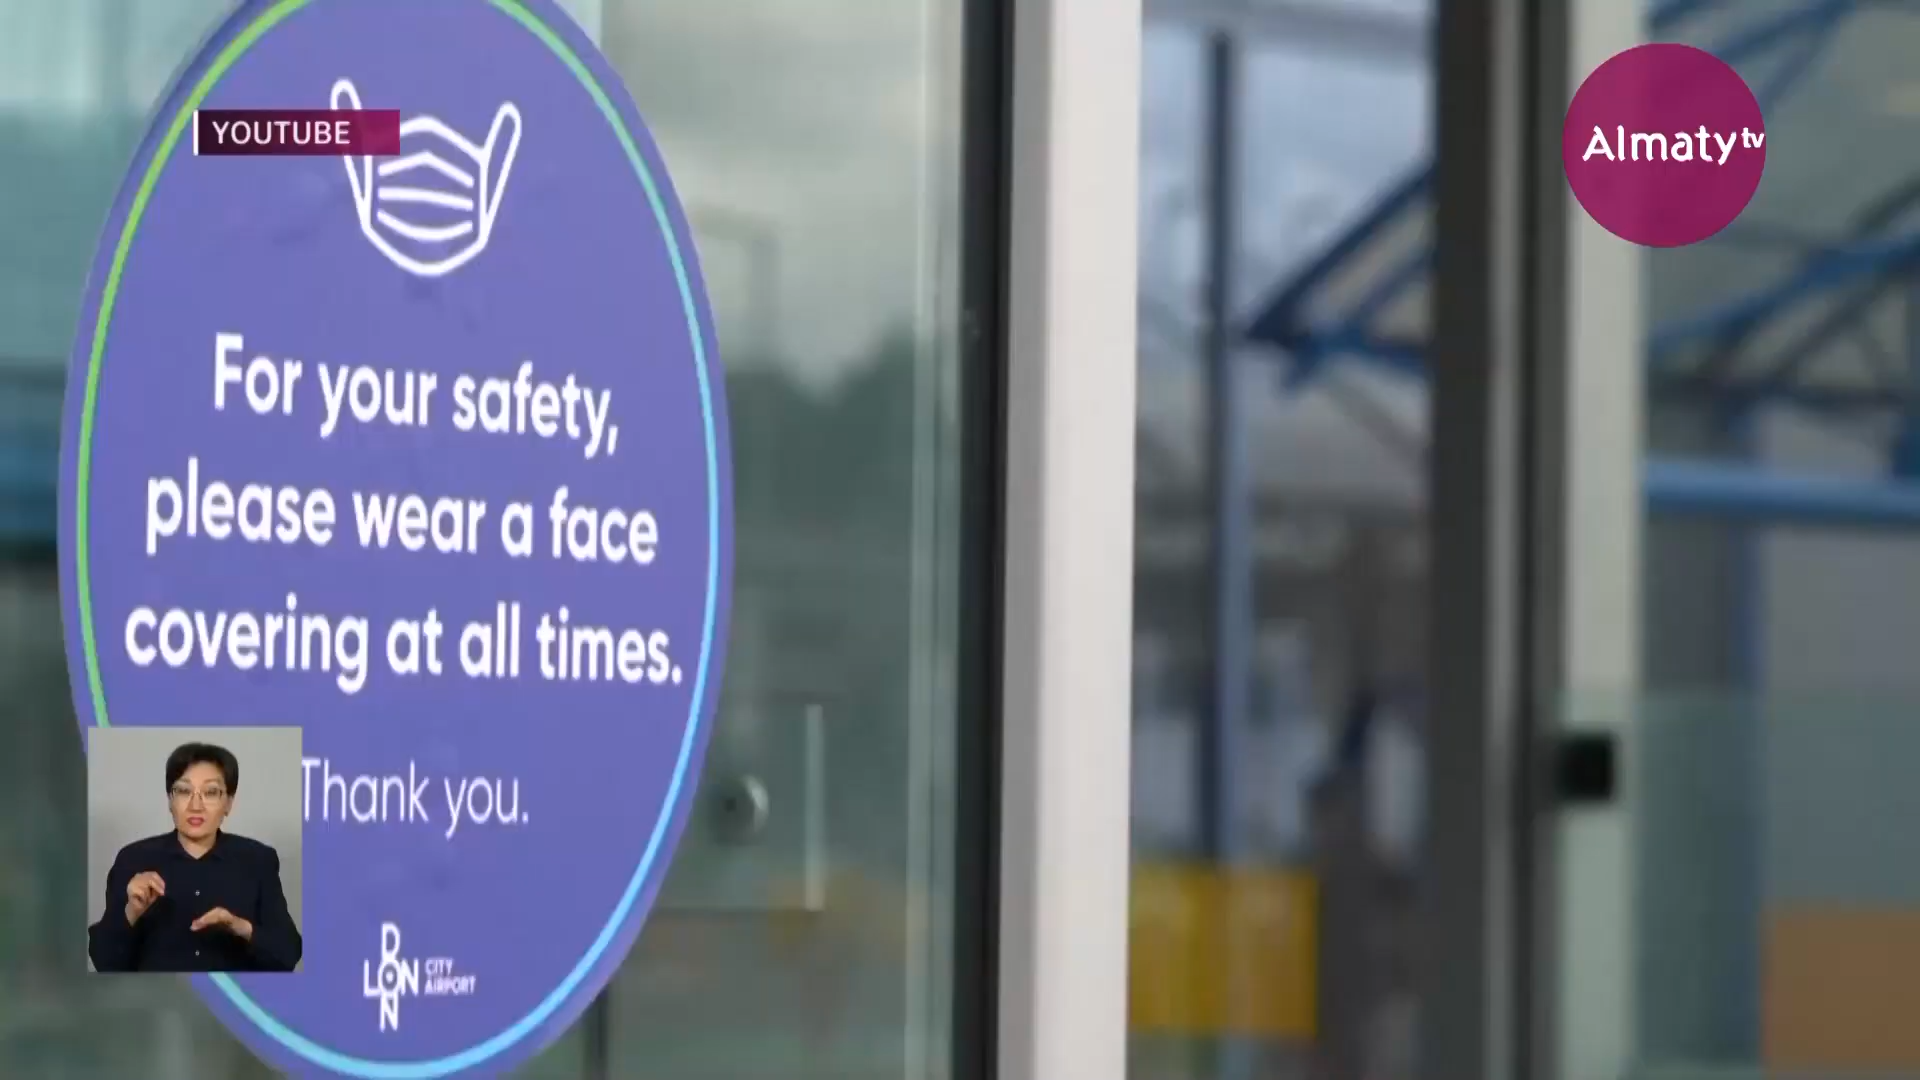 YOUTUBE
Almaty tv
For your safety,
please wear a face
covering at all times.
Thank you.
LONDON
CITY
AIRPORT